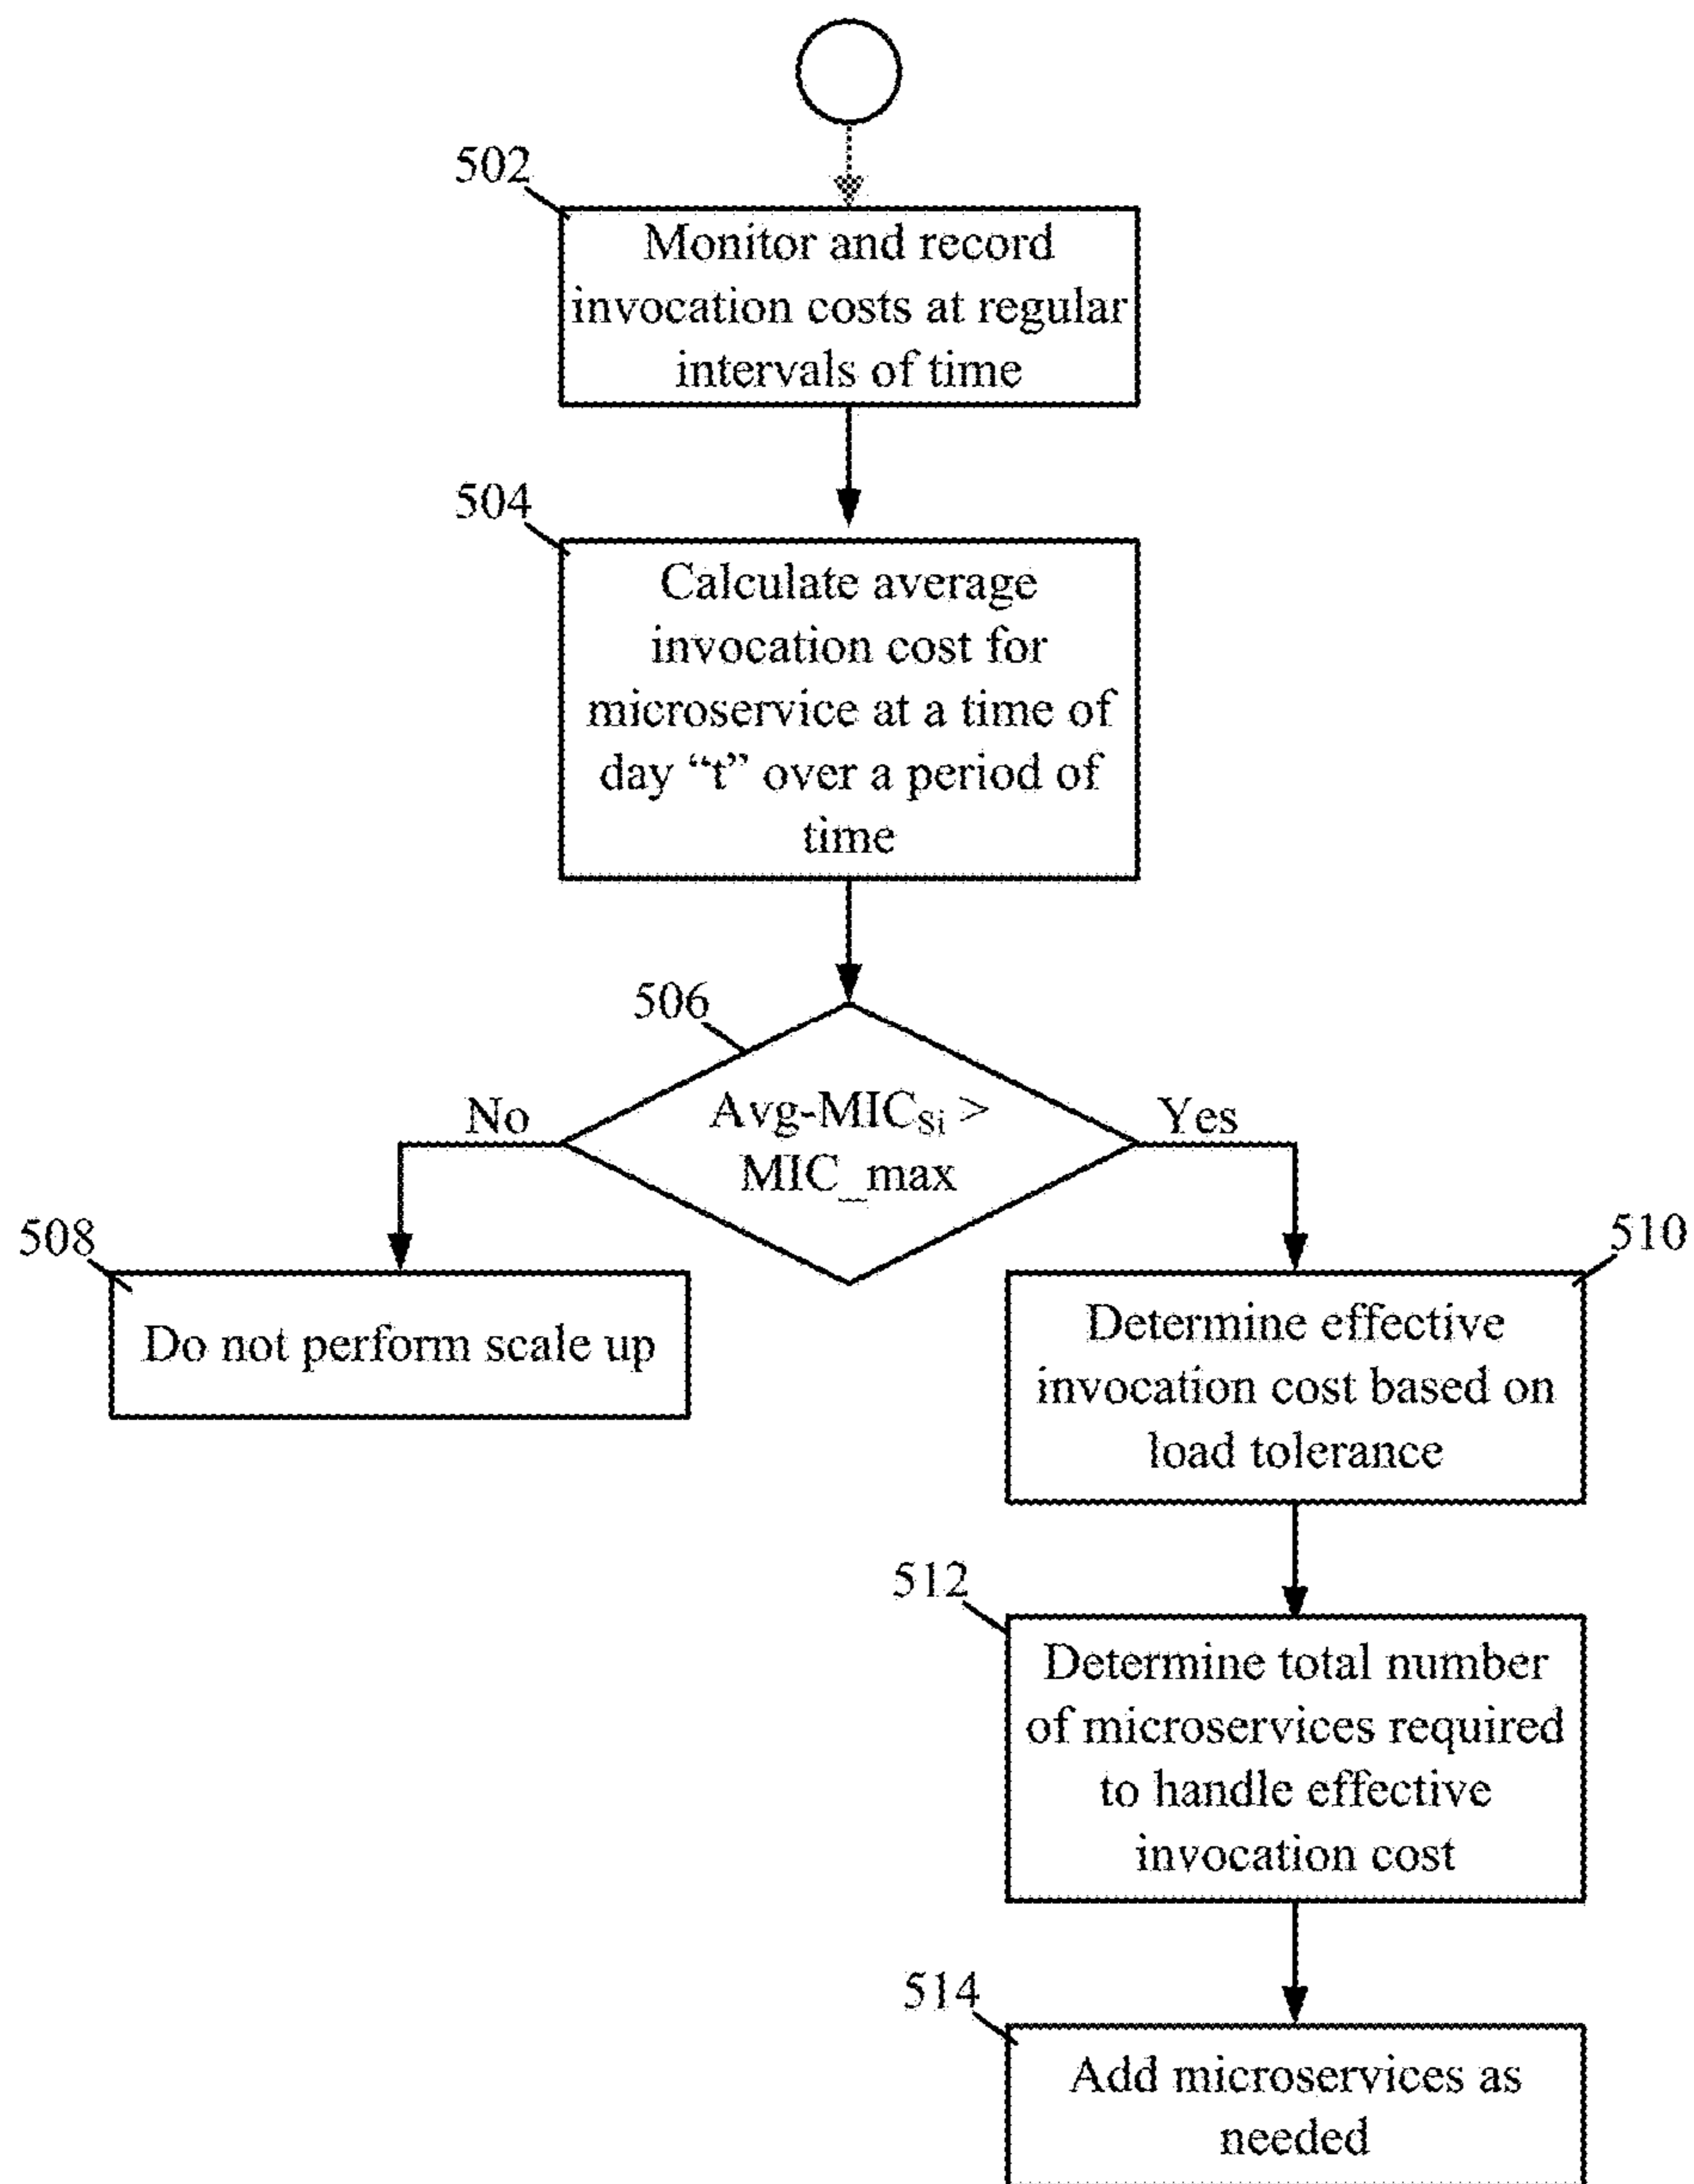 502
Monitor and record
invocation costs at regular
intervals of time
504
Calculate average
invocation cost for
microservice at a time of
day “t” over a period of
time
506
Avg-MICSi >
MIC_max
No
Yes
508
Do not perform scale up
510
Determine effective
invocation cost based on
load tolerance
512
Determine total number
of microservices required
to handle effective
invocation cost
514
Add microservices as
needed